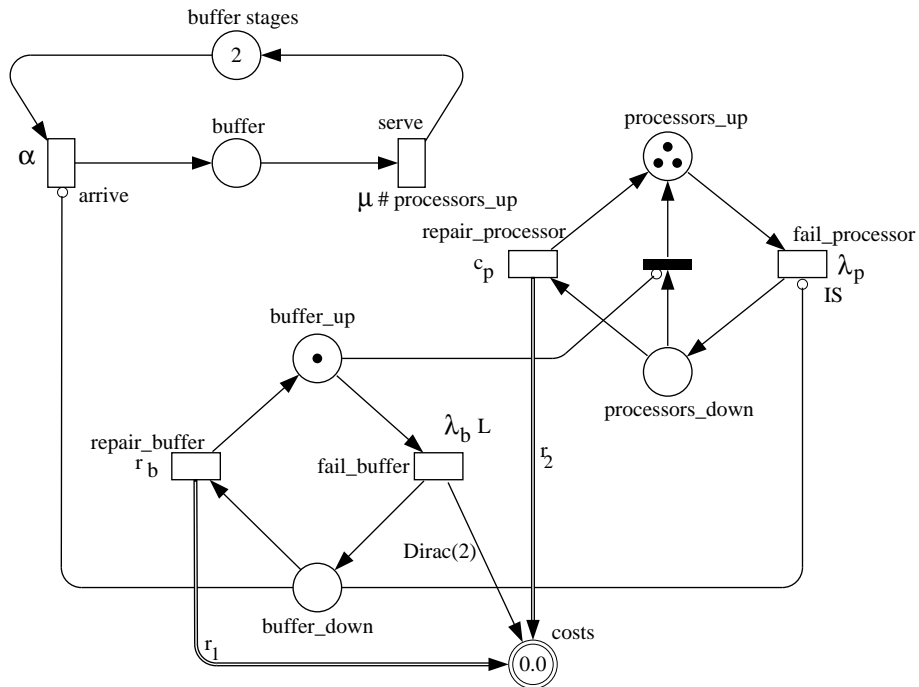 buffer stages
2
buffer
serve
α
arrive
μ # processors_up
processors_up
repair_processor
c_p
fail_processor
λ_p
IS
buffer_up
processors_down
λ_b L
repair_buffer
r_b
fail_buffer
r_2
Dirac(2)
buffer_down
r_1
costs
0.0